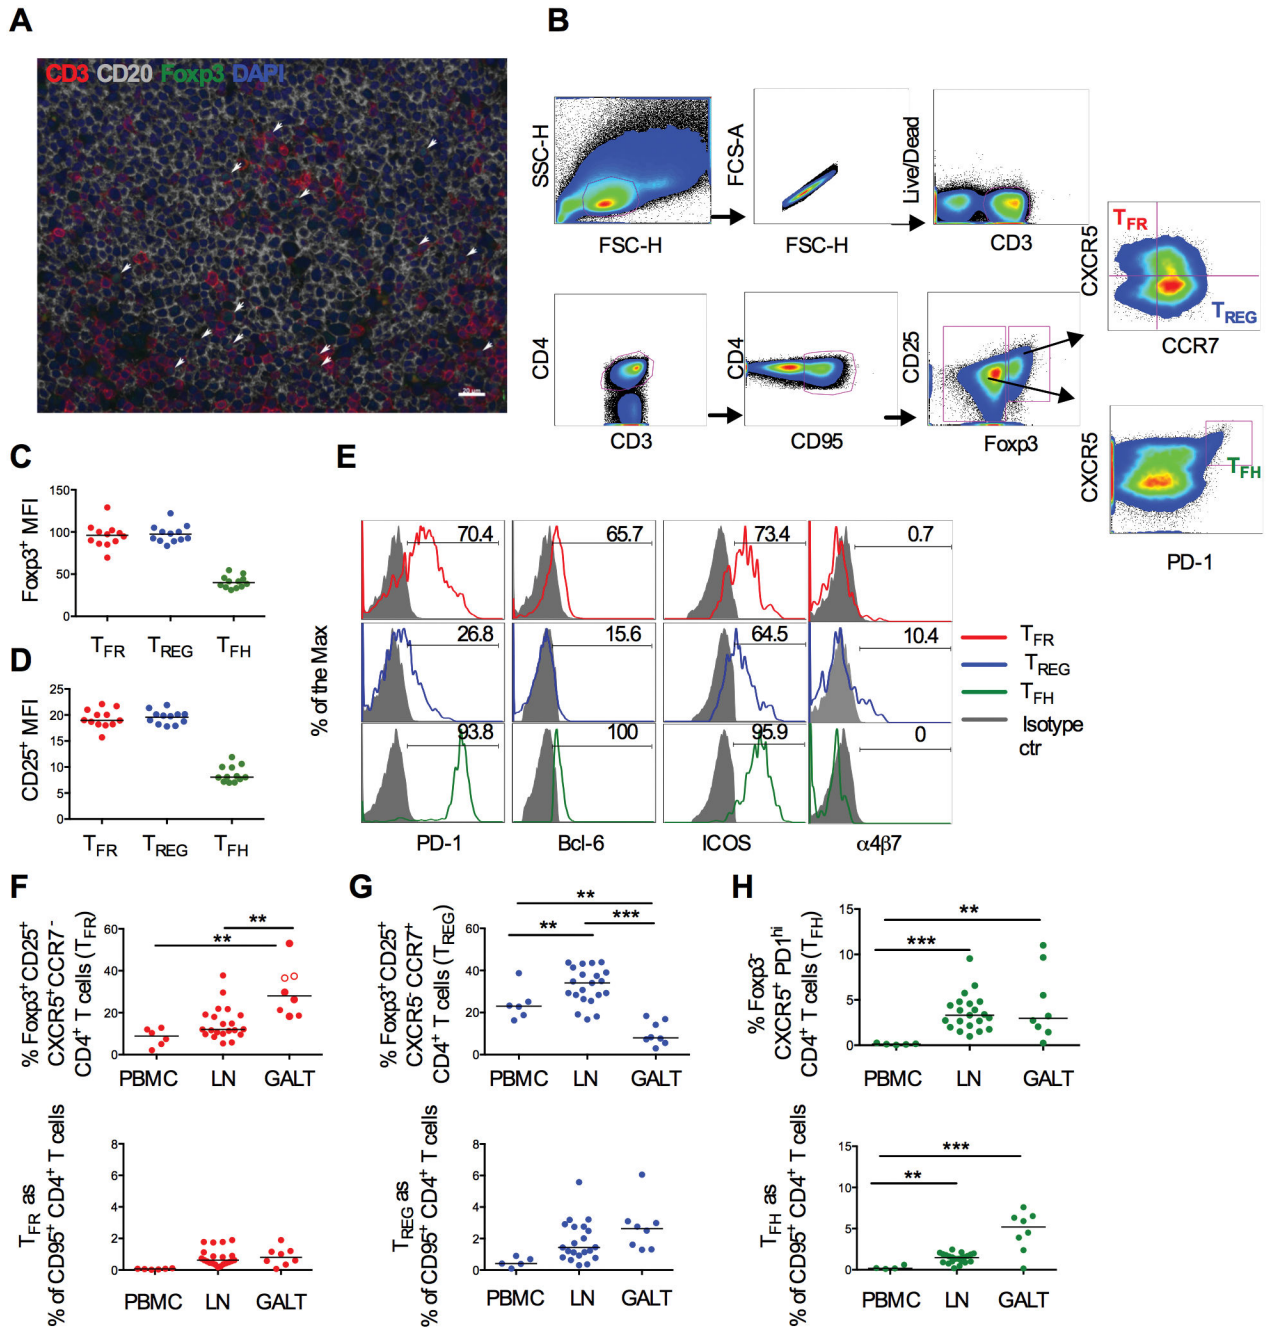 A
CD3 CD20 Foxp3 DAPI
B
SSC-H
FSC-H
FCS-A
FSC-H
Live/Dead
CD3
CXCR5
TFR
TREG
CCR7
CD4
CD3
CD4
CD95
CD25
Foxp3
CXCR5
TFH
PD-1
C
Foxp3+ MFI
150
100
50
0
TFR TREG TFH
D
CD25+ MFI
25
20
15
10
5
0
TFR TREG TFH
E
% of the Max
70.4 65.7 73.4 0.7
26.8 15.6 64.5 10.4
93.8 100 95.9 0
PD-1 Bcl-6 ICOS α4β7
TFR
TREG
TFH
Isotype
ctr
F
% Foxp3+ CD25+
CXCR5+ CCR7-
CD4+ T cells (TFR)
60
40
20
0
**
**
PBMC LN GALT
TFR as
% of CD95+ CD4+ T cells
8
6
4
2
0
PBMC LN GALT
G
% Foxp3+ CD25+
CXCR5- CCR7+
CD4+ T cells (TREG)
60
40
20
0
**
** ***
PBMC LN GALT
TREG as
% of CD95+ CD4+ T cells
8
6
4
2
0
PBMC LN GALT
H
% Foxp3-
CXCR5+ PD1hi
CD4+ T cells (TFH)
15
10
5
0
**
***
PBMC LN GALT
TFH as
% of CD95+ CD4+ T cells
15
10
5
0
***
**
PBMC LN GALT